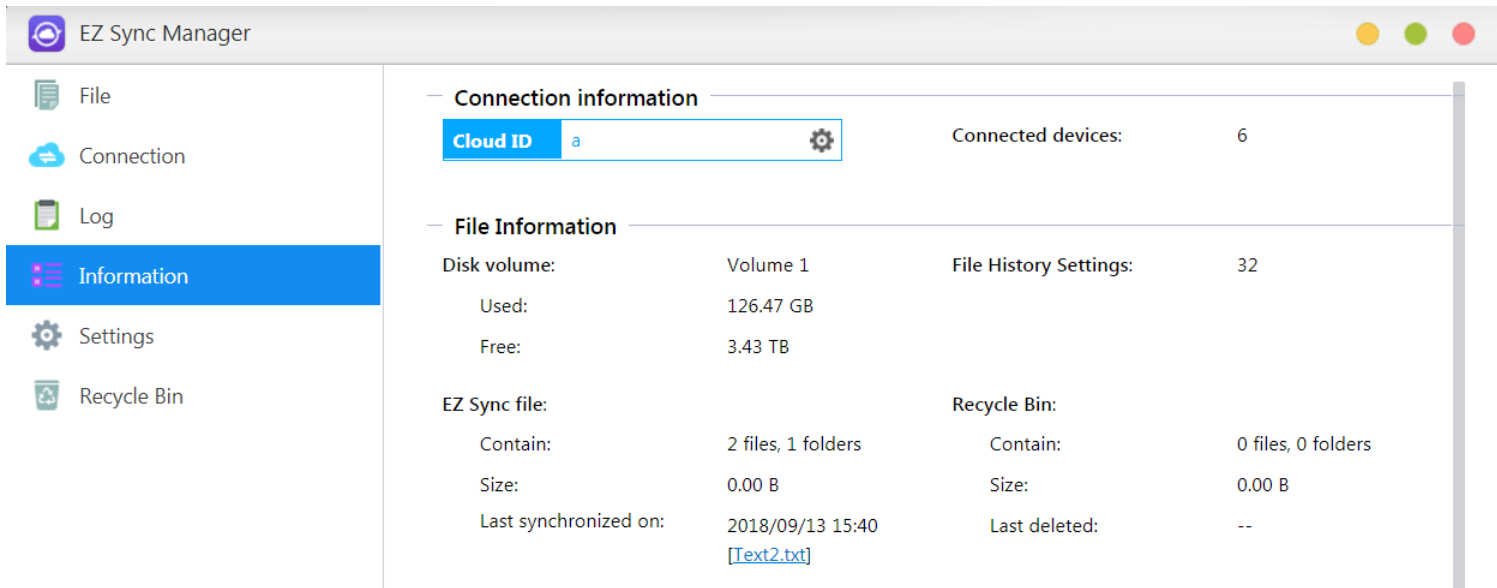 EZ Sync Manager
File
Connection
Log
Information
Settings
Recycle Bin
Connection information
Cloud ID a
Connected devices: 6
File Information
Disk volume: Volume 1 File History Settings: 32
Used: 126.47 GB
Free: 3.43 TB
EZ Sync file: Recycle Bin:
Contain: 2 files, 1 folders Contain: 0 files, 0 folders
Size: 0.00 B Size: 0.00 B
Last synchronized on: 2018/09/13 15:40 Last deleted: --
[Text2.txt]